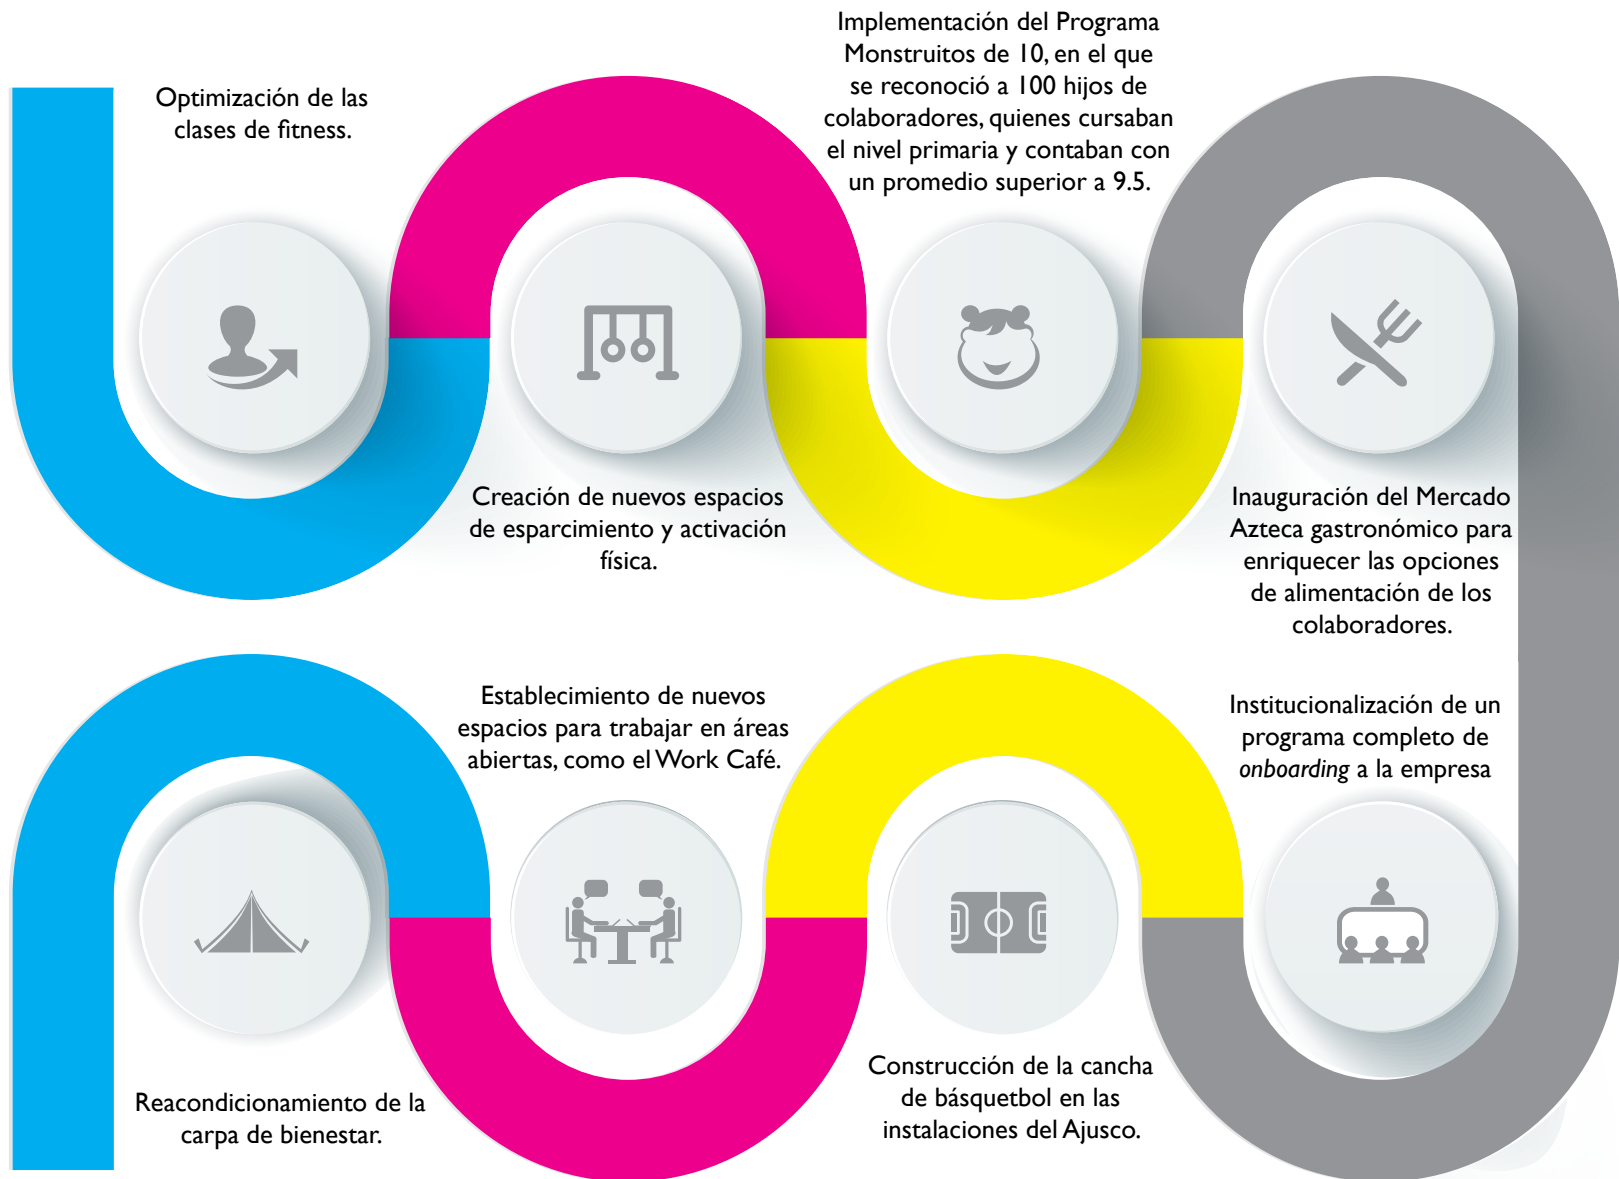 Optimización de las
clases de fitness.
Creación de nuevos espacios
de esparcimiento y activación
física.
Implementación del Programa
Monstruitos de 10, en el que
se reconoció a 100 hijos de
colaboradores, quienes cursaban
el nivel primaria y contaban con
un promedio superior a 9.5.
Inauguración del Mercado
Azteca gastronómico para
enriquecer las opciones
de alimentación de los
colaboradores.
Institucionalización de un
programa completo de
onboarding a la empresa
Construcción de la cancha
de básquetbol en las
instalaciones del Ajusco.
Establecimiento de nuevos
espacios para trabajar en áreas
abiertas, como el Work Café.
Reacondicionamiento de la
carpa de bienestar.